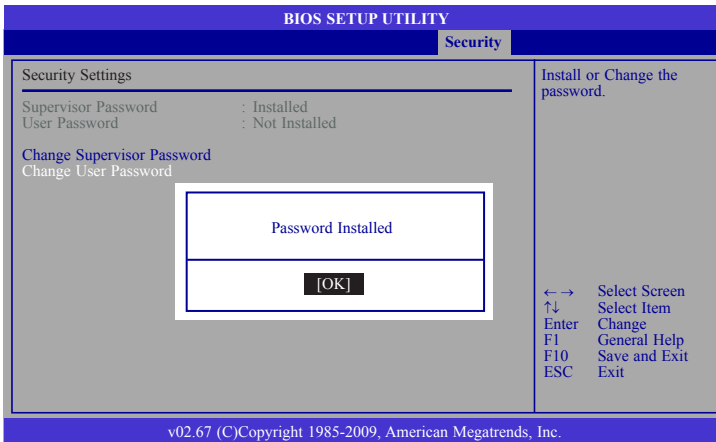 BIOS SETUP UTILITY
Security
Security Settings
Supervisor Password : Installed
User Password : Not Installed
Change Supervisor Password
Change User Password
Password Installed
[OK]
Install or Change the
password.
←→ Select Screen
↑↓ Select Item
Enter Change
F1 General Help
F10 Save and Exit
ESC Exit
v02.67 (C)Copyright 1985-2009, American Megatrends, Inc.